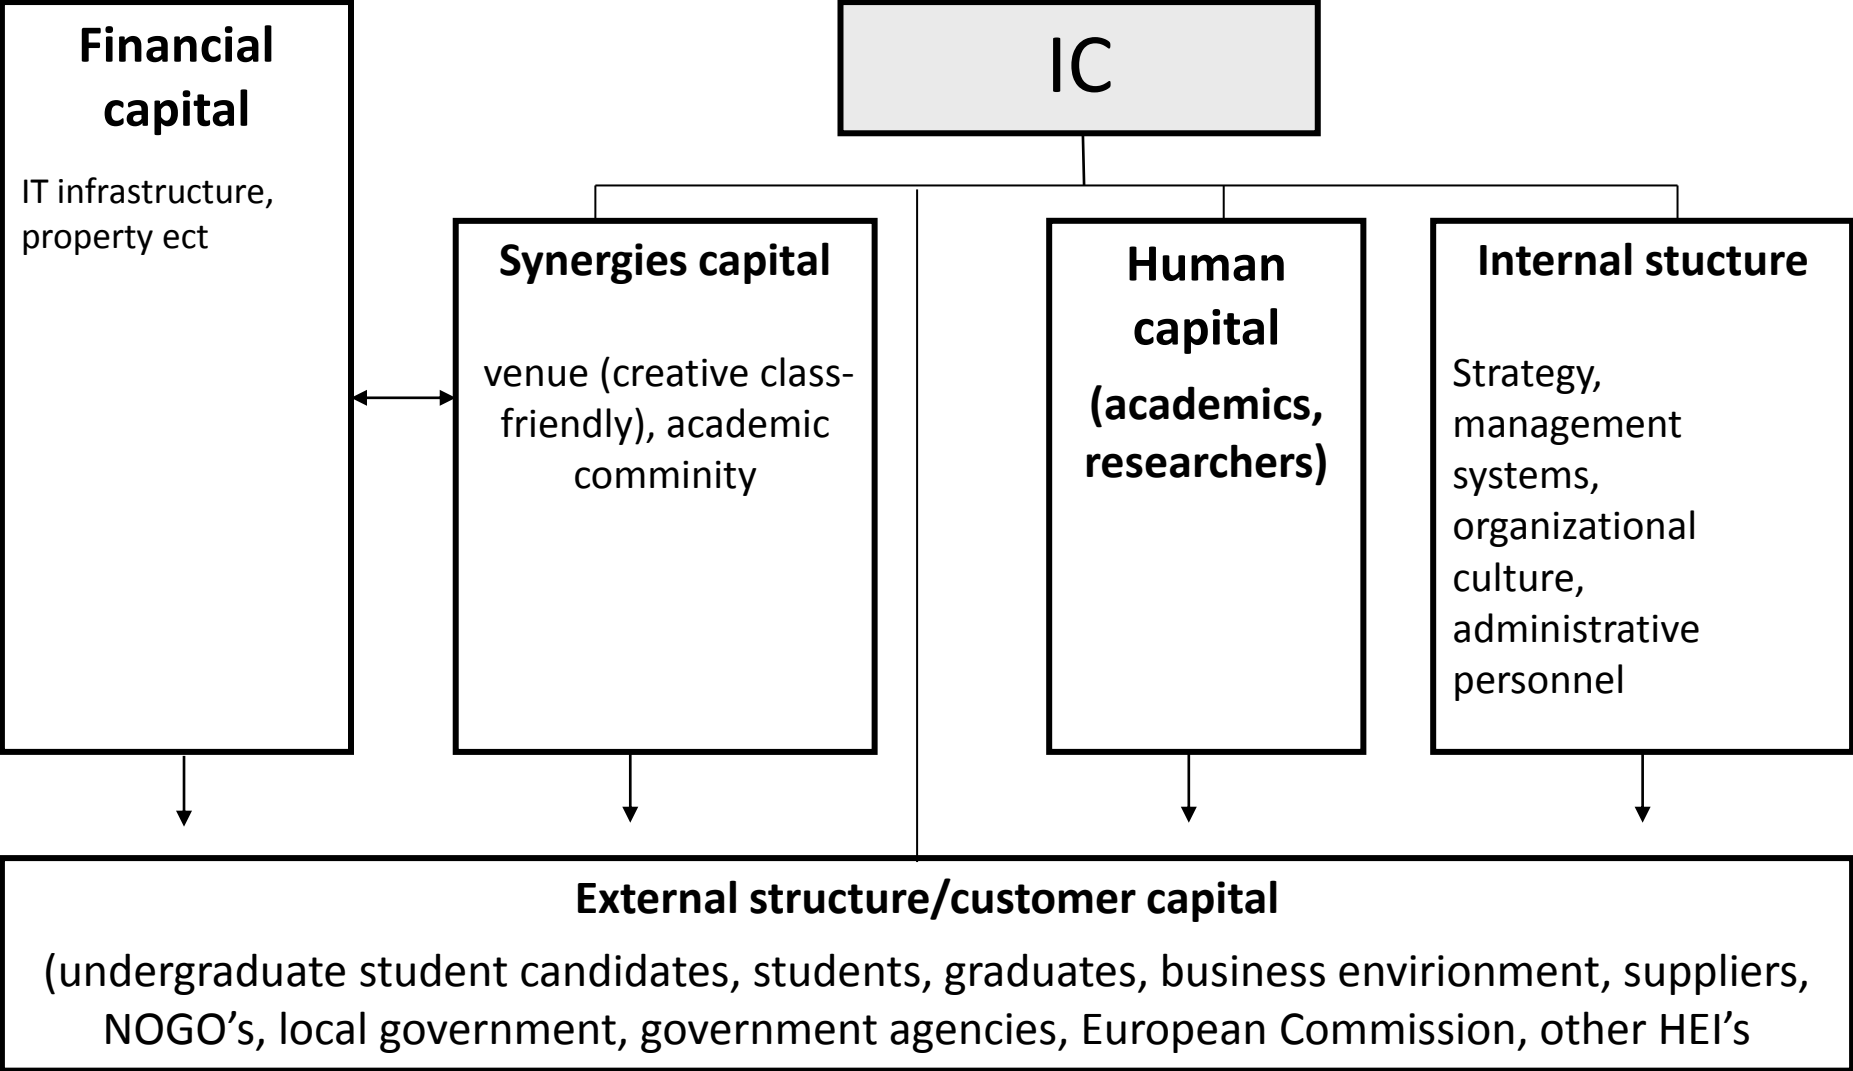 Financial
capital
IT infrastructure,
property ect
IC
Synergies capital
venue (creative class-
friendly), academic
comminity
Human
capital
(academics,
researchers)
Internal stucture
Strategy,
management
systems,
organizational
culture,
administrative
personnel
External structure/customer capital
(undergraduate student candidates, students, graduates, business envirionment, suppliers,
NOGO’s, local government, government agencies, European Commission, other HEI’s